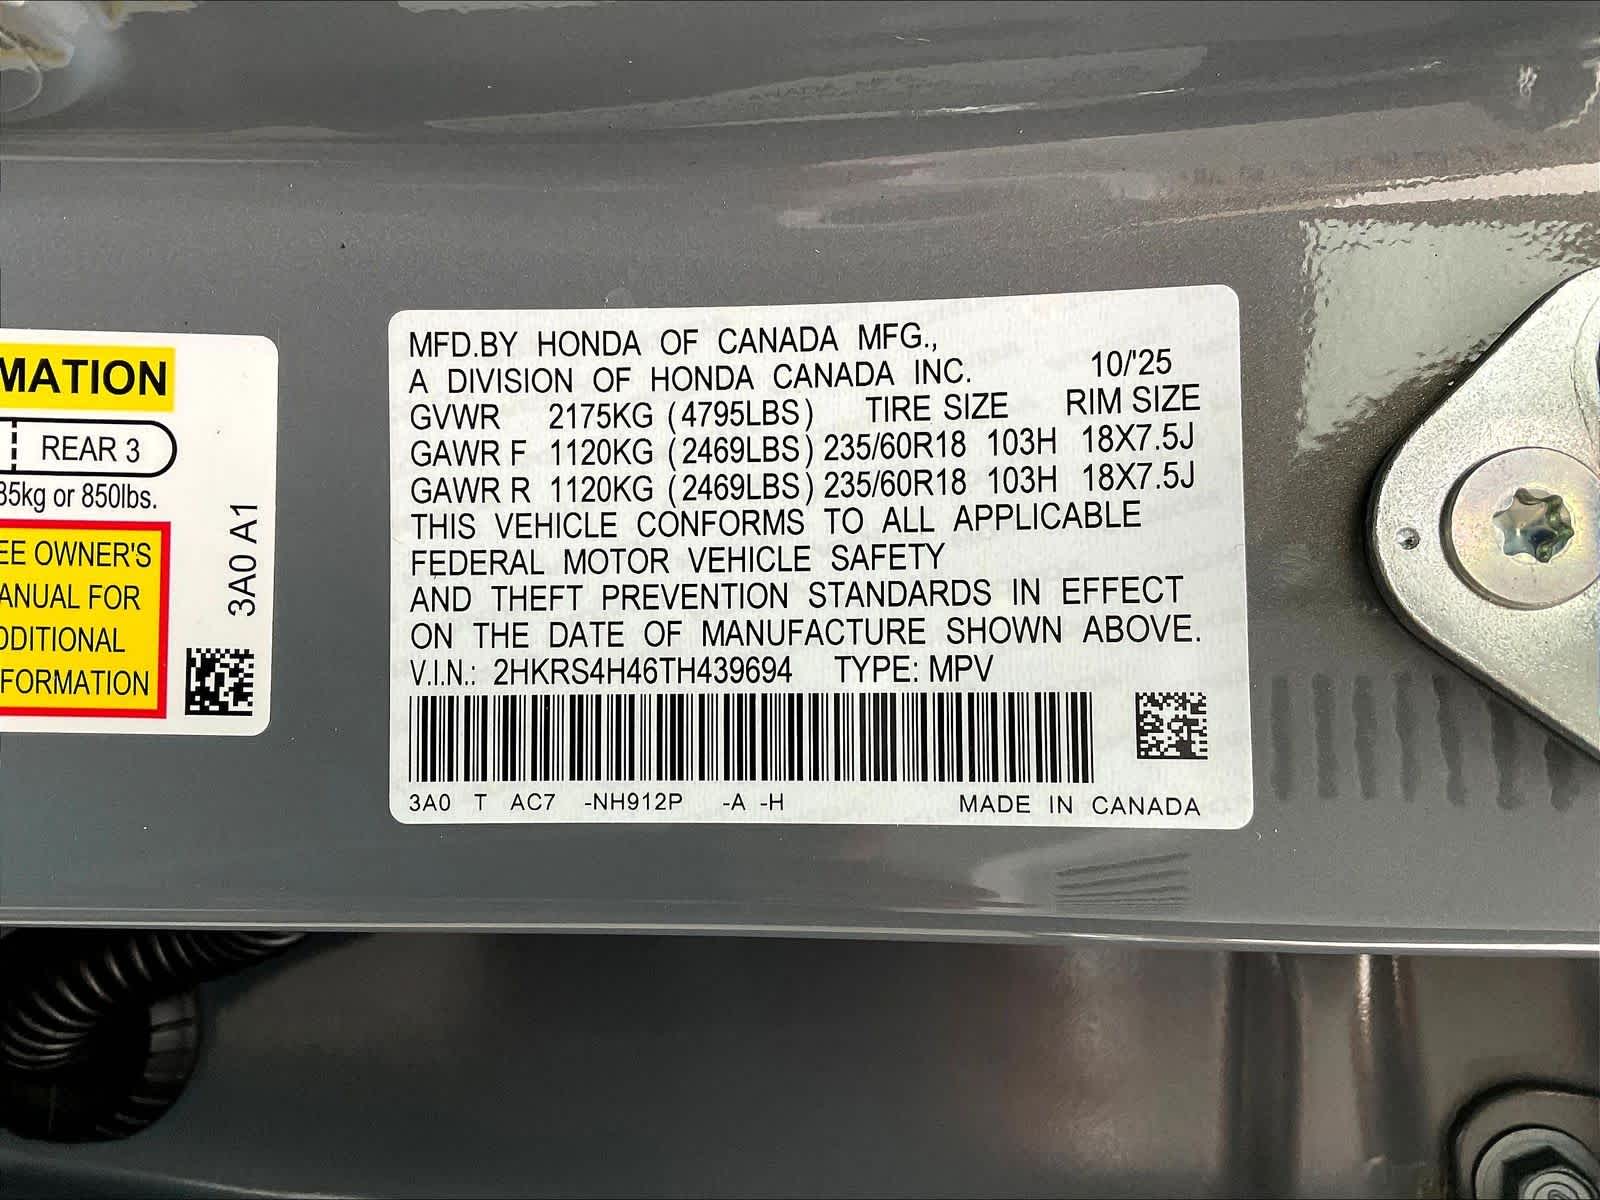 MATION
REAR 3
35kg or 850lbs.
EE OWNER'S
ANUAL FOR
DDITIONAL
FORMATION
3A0 A1
MFD.BY HONDA OF CANADA MFG.,
A DIVISION OF HONDA CANADA INC. 10/'25
GVWR 2175KG (4795LBS) TIRE SIZE RIM SIZE
GAWR F 1120KG (2469LBS) 235/60R18 103H 18X7.5J
GAWR R 1120KG (2469LBS) 235/60R18 103H 18X7.5J
THIS VEHICLE CONFORMS TO ALL APPLICABLE
FEDERAL MOTOR VEHICLE SAFETY
AND THEFT PREVENTION STANDARDS IN EFFECT
ON THE DATE OF MANUFACTURE SHOWN ABOVE.
V.I.N.: 2HKRS4H46TH439694 TYPE: MPV
3A0 T AC7 -NH912P -A -H MADE IN CANADA